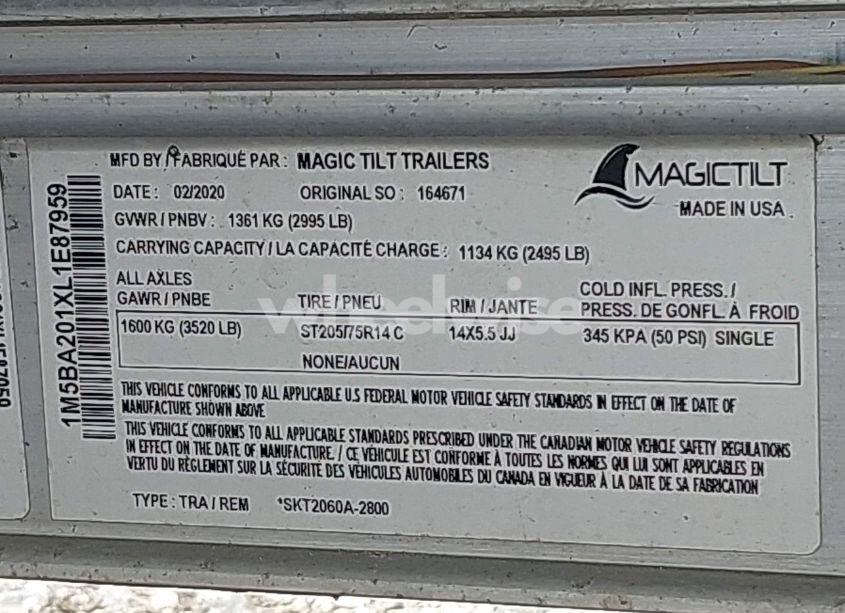 MFD BY / FABRIQUÉ PAR : MAGIC TILT TRAILERS
DATE : 02/2020 ORIGINAL SO : 164671
MAGICTILT
MADE IN USA
GVWR / PNBV : 1361 KG (2995 LB)
CARRYING CAPACITY / LA CAPACITÉ CHARGE : 1134 KG (2495 LB)
ALL AXLES
GAWR / PNBE TIRE / PNEU RIM / JANTE COLD INFL. PRESS. / PRESS. DE GONFL. À FROID
1600 KG (3520 LB) ST205/75R14 C 14X5.5 JJ 345 KPA (50 PSI) SINGLE
NONE/AUCUN
THIS VEHICLE CONFORMS TO ALL APPLICABLE U.S FEDERAL MOTOR VEHICLE SAFETY STANDARDS IN EFFECT ON THE DATE OF
MANUFACTURE SHOWN ABOVE
THIS VEHICLE CONFORMS TO ALL APPLICABLE STANDARDS PRESCRIBED UNDER THE CANADIAN MOTOR VEHICLE SAFETY REGULATIONS
IN EFFECT ON THE DATE OF MANUFACTURE. / CE VÉHICULE EST CONFORME À TOUTES LES NORMES QUI LUI SONT APPLICABLES EN
VERTU DU RÈGLEMENT SUR LA SÉCURITÉ DES VÉHICULES AUTOMOBILES DU CANADA EN VIGUEUR À LA DATE DE SA FABRICATION
TYPE : TRA / REM *SKT2060A-2800
1M5BA201XL1E87959